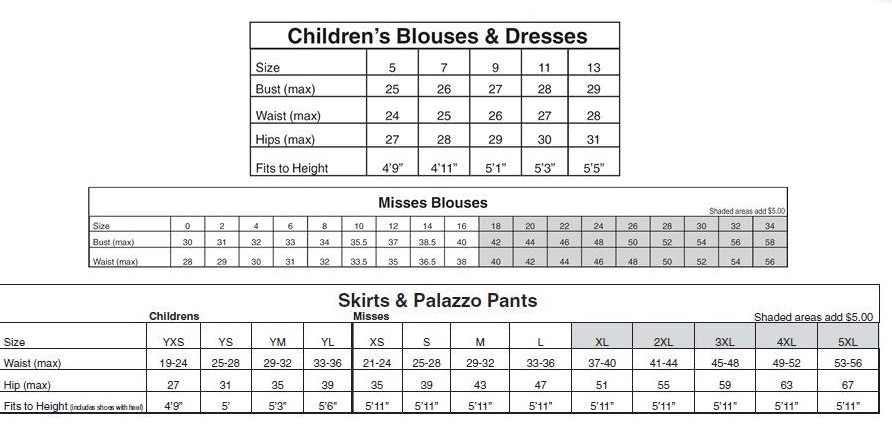 Children's Blouses & Dresses
Size 5 7 9 11 13
Bust (max) 25 26 27 28 29
Waist (max) 24 25 26 27 28
Hips (max) 27 28 29 30 31
Fits to Height 4'9" 4'11" 5'1" 5'3" 5'5"
Misses Blouses
Shaded areas add $5.00
Size 0 2 4 6 8 10 12 14 16 18 20 22 24 26 28 30 32 34
Bust (max) 30 31 32 33 34 35.5 37 38.5 40 42 44 46 48 50 52 54 56 58
Waist (max) 28 29 30 31 32 33.5 35 36.5 38 40 42 44 46 48 50 52 54 56
Skirts & Palazzo Pants
Childrens Misses Shaded areas add $5.00
Size YXS YS YM YL XS S M L XL 2XL 3XL 4XL 5XL
Waist (max) 19-24 25-28 29-32 33-36 21-24 25-28 29-32 33-36 37-40 41-44 45-48 49-52 53-56
Hip (max) 27 31 35 39 35 39 43 47 51 55 59 63 67
Fits to Height (includes shoes with heel) 4'9" 5' 5'3" 5'6" 5'11" 5'11" 5'11" 5'11" 5'11" 5'11" 5'11" 5'11" 5'11"